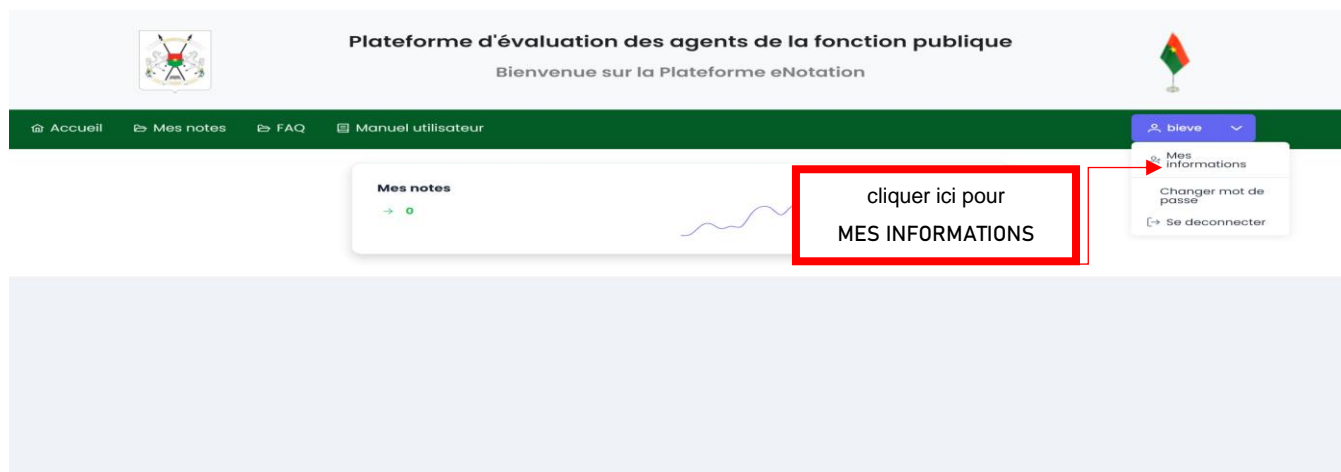 Plateforme d'évaluation des agents de la fonction publique
Bienvenue sur la Plateforme eNotation
Accueil Mes notes FAQ Manuel utilisateur bieve
Mes
informations
Changer mot de
passe
Se deconnecter
Mes notes
→ 0
cliquer ici pour
MES INFORMATIONS